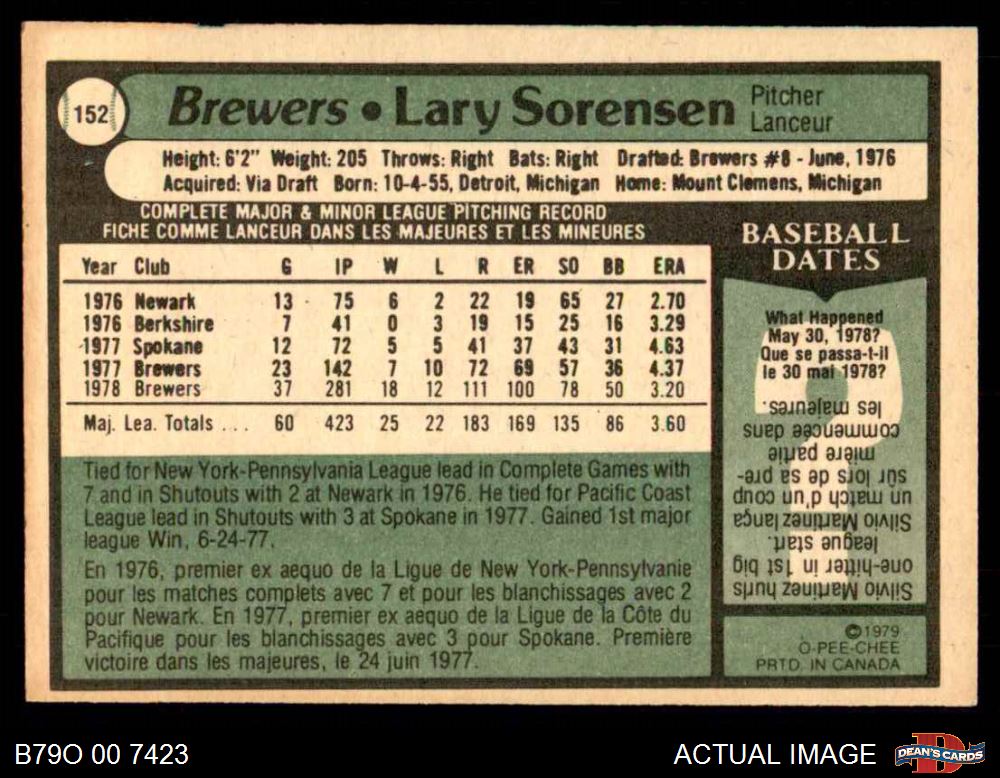 152
Brewers • Lary Sorensen
Pitcher
Lanceur
Height: 6'2" Weight: 205 Throws: Right Bats: Right Drafted: Brewers #8 - June, 1976
Acquired: Via Draft Born: 10-4-55, Detroit, Michigan Home: Mount Clemens, Michigan
COMPLETE MAJOR & MINOR LEAGUE PITCHING RECORD
FICHE COMME LANCEUR DANS LES MAJEURES ET LES MINEURES
Year Club G IP W L R ER SO BB ERA
1976 Newark 13 75 6 2 22 19 65 27 2.70
1976 Berkshire 7 41 0 3 19 15 25 16 3.29
1977 Spokane 12 72 5 5 41 37 43 31 4.63
1977 Brewers 23 142 7 10 72 69 57 36 4.37
1978 Brewers 37 281 18 12 111 100 78 50 3.20
Maj. Lea. Totals ... 60 423 25 22 183 169 135 86 3.60
Tied for New York-Pennsylvania League lead in Complete Games with
7 and in Shutouts with 2 at Newark in 1976. He tied for Pacific Coast
League lead in Shutouts with 3 at Spokane in 1977. Gained 1st major
league Win, 6-24-77.
En 1976, premier ex aequo de la Ligue de New York-Pennsylvanie
pour les matches complets avec 7 et pour les blanchissages avec 2
pour Newark. En 1977, premier ex aequo de la Ligue de la Côte du
Pacifique pour les blanchissages avec 3 pour Spokane. Première
victoire dans les majeures, le 24 juin 1977.
BASEBALL
DATES
What Happened
May 30, 1978?
Que se passa-t-il
le 30 mai 1978?
Silvio Martinez hurls
one-hitter in 1st big
league start.
Silvio Martinez lança
un match d'un coup
sûr lors de sa pre-
mière partie
commencée dans
les majeures.
©1979
O-PEE-CHEE
PRTD. IN CANADA
B79O 00 7423
ACTUAL IMAGE
D
DEAN'S CARDS